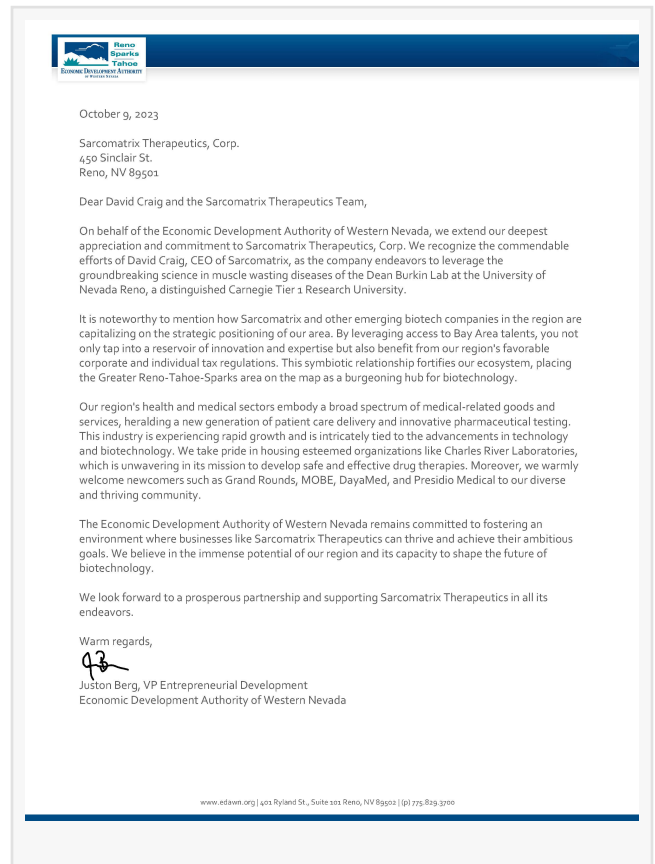 Reno
Sparks
Tahoe
ECONOMIC DEVELOPMENT AUTHORITY
OF WESTERN NEVADA
October 9, 2023
Sarcomatrix Therapeutics, Corp.
450 Sinclair St.
Reno, NV 89501
Dear David Craig and the Sarcomatrix Therapeutics Team,
On behalf of the Economic Development Authority of Western Nevada, we extend our deepest
appreciation and commitment to Sarcomatrix Therapeutics, Corp. We recognize the commendable
efforts of David Craig, CEO of Sarcomatrix, as the company endeavors to leverage the
groundbreaking science in muscle wasting diseases of the Dean Burkin Lab at the University of
Nevada Reno, a distinguished Carnegie Tier 1 Research University.
It is noteworthy to mention how Sarcomatrix and other emerging biotech companies in the region are
capitalizing on the strategic positioning of our area. By leveraging access to Bay Area talents, you not
only tap into a reservoir of innovation and expertise but also benefit from our region's favorable
corporate and individual tax regulations. This symbiotic relationship fortifies our ecosystem, placing
the Greater Reno-Tahoe-Sparks area on the map as a burgeoning hub for biotechnology.
Our region's health and medical sectors embody a broad spectrum of medical-related goods and
services, heralding a new generation of patient care delivery and innovative pharmaceutical testing.
This industry is experiencing rapid growth and is intricately tied to the advancements in technology
and biotechnology. We take pride in housing esteemed organizations like Charles River Laboratories,
which is unwavering in its mission to develop safe and effective drug therapies. Moreover, we warmly
welcome newcomers such as Grand Rounds, MOBE, DayaMed, and Presidio Medical to our diverse
and thriving community.
The Economic Development Authority of Western Nevada remains committed to fostering an
environment where businesses like Sarcomatrix Therapeutics can thrive and achieve their ambitious
goals. We believe in the immense potential of our region and its capacity to shape the future of
biotechnology.
We look forward to a prosperous partnership and supporting Sarcomatrix Therapeutics in all its
endeavors.
Warm regards,
Juston Berg, VP Entrepreneurial Development
Economic Development Authority of Western Nevada
www.edawn.org | 401 Ryland St., Suite 101 Reno, NV 89502 | (p) 775.829.3700